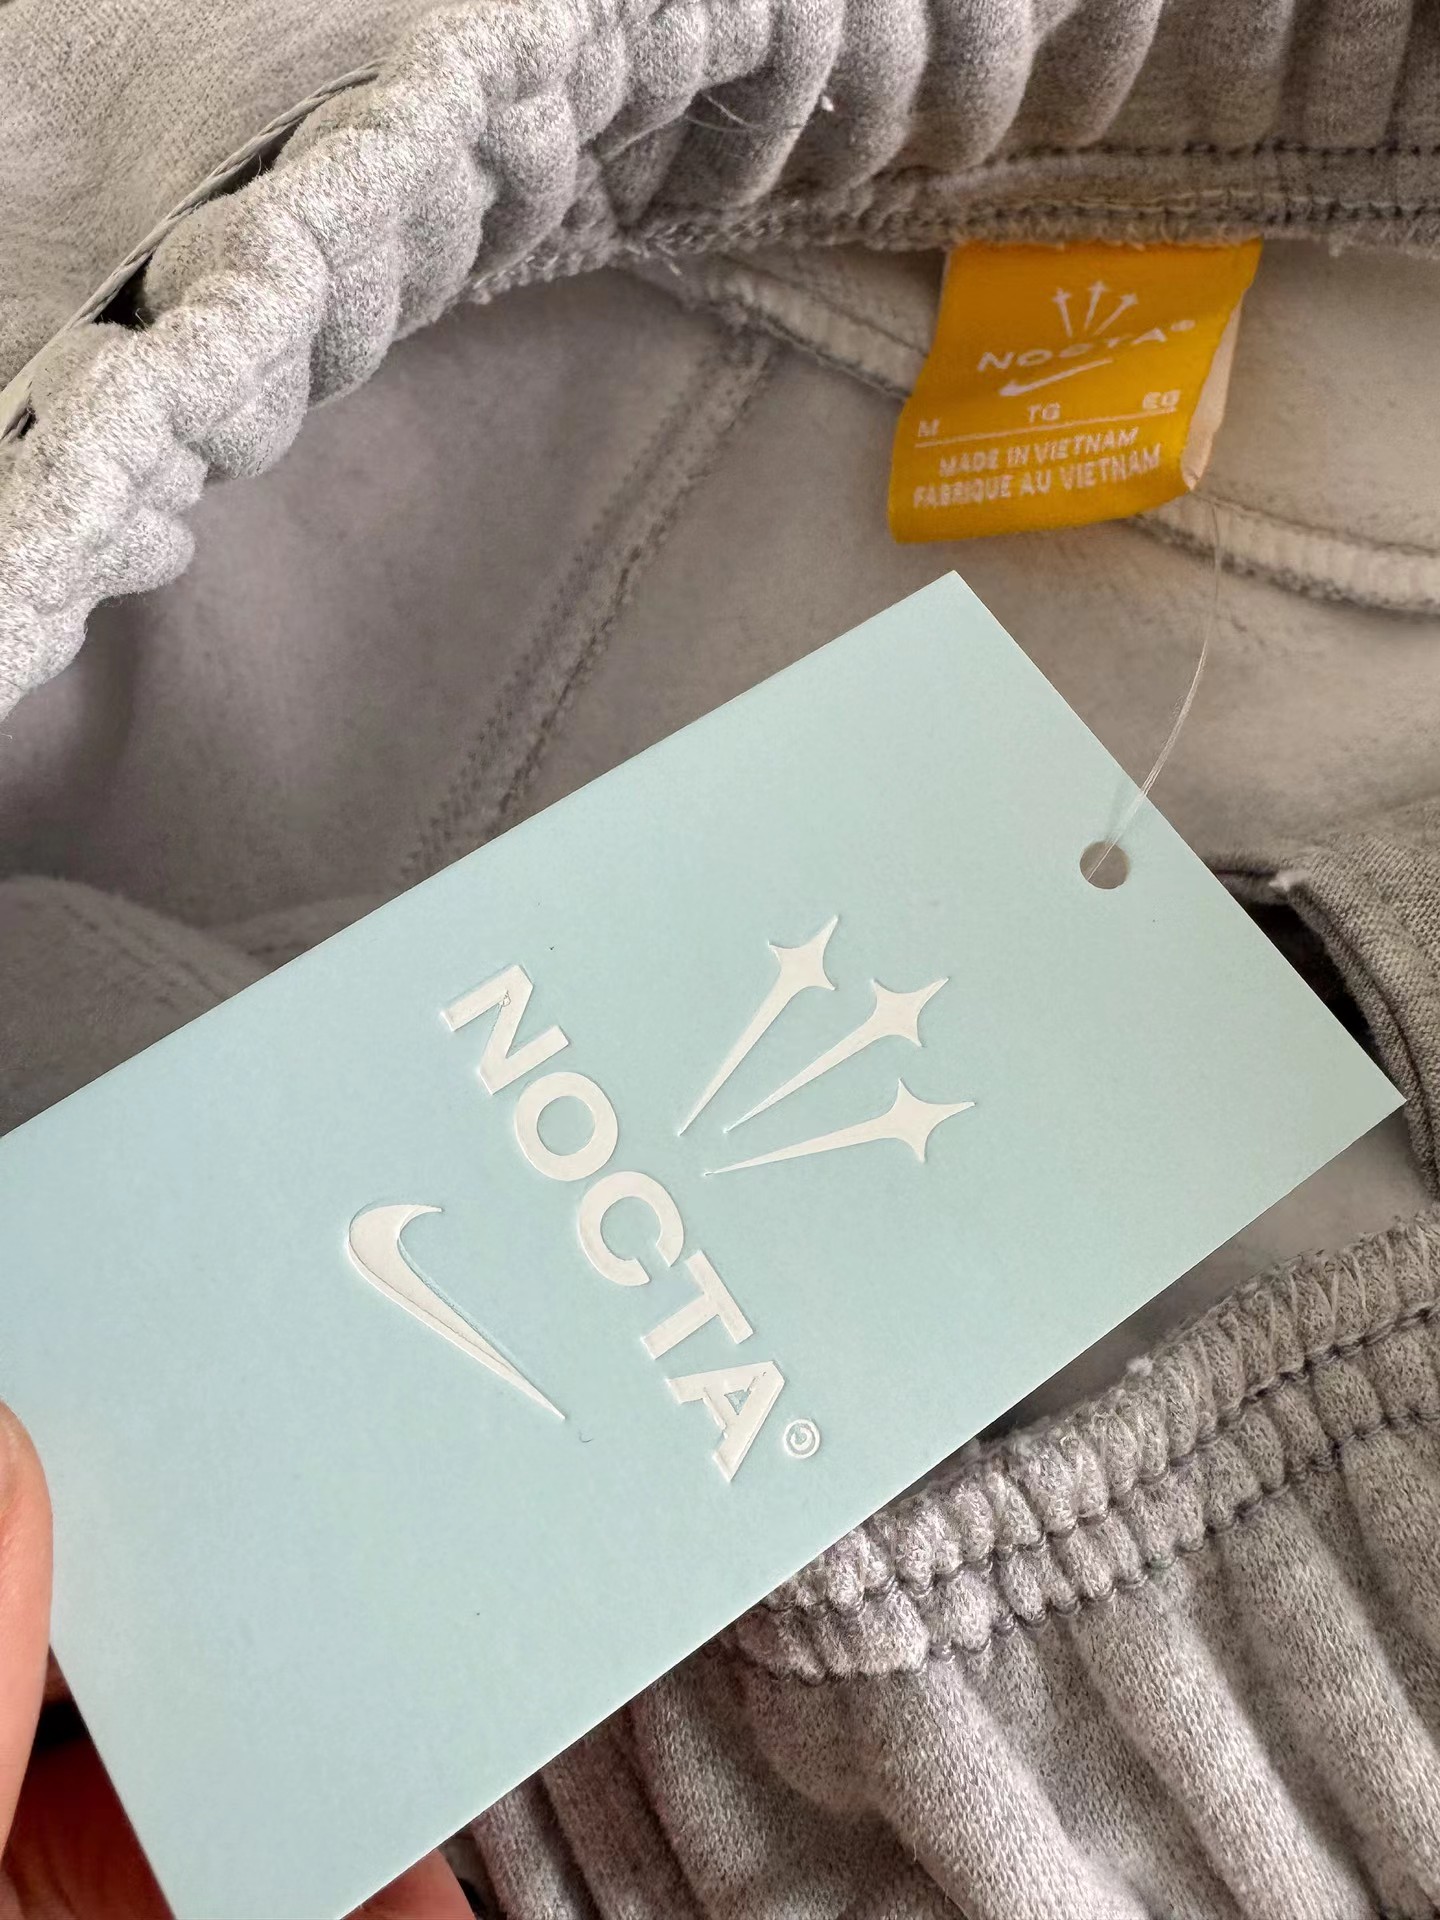 NOCTA®
M TG EG
MADE IN VIETNAM
FABRIQUE AU VIETNAM
NOCTA®